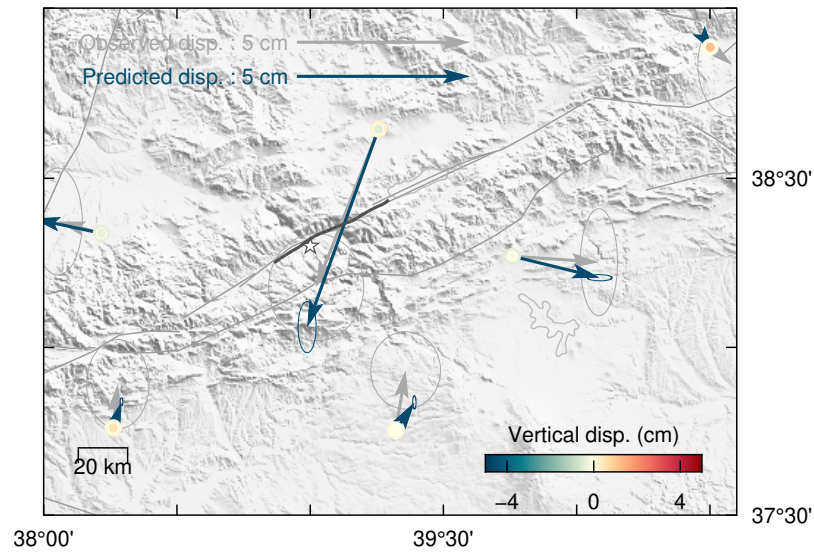 Observed disp. : 5 cm
Predicted disp. : 5 cm
38°30'
20 km
Vertical disp. (cm)
−4 0 4
37°30'
38°00' 39°30'